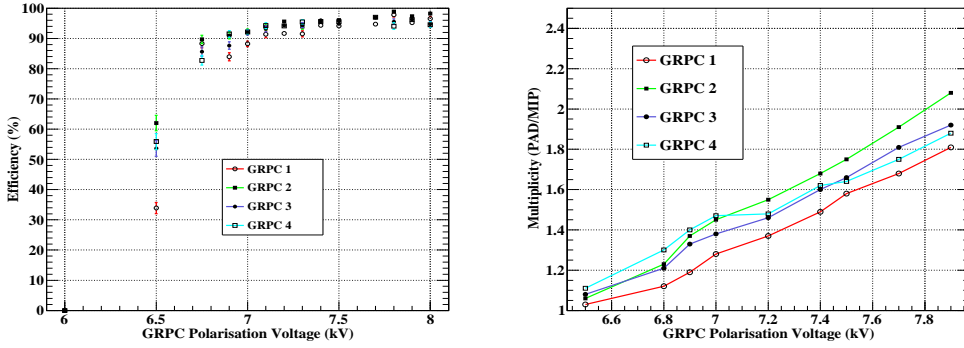 Efficiency (%)
100
90
80
70
60
50
40
30
20
10
0
GRPC 1
GRPC 2
GRPC 3
GRPC 4
6
6.5
7
7.5
8
GRPC Polarisation Voltage (kV)
Multiplicity (PAD/MIP)
2.4
2.2
2
1.8
1.6
1.4
1.2
1
GRPC 1
GRPC 2
GRPC 3
GRPC 4
6.6
6.8
7
7.2
7.4
7.6
7.8
GRPC Polarisation Voltage (kV)